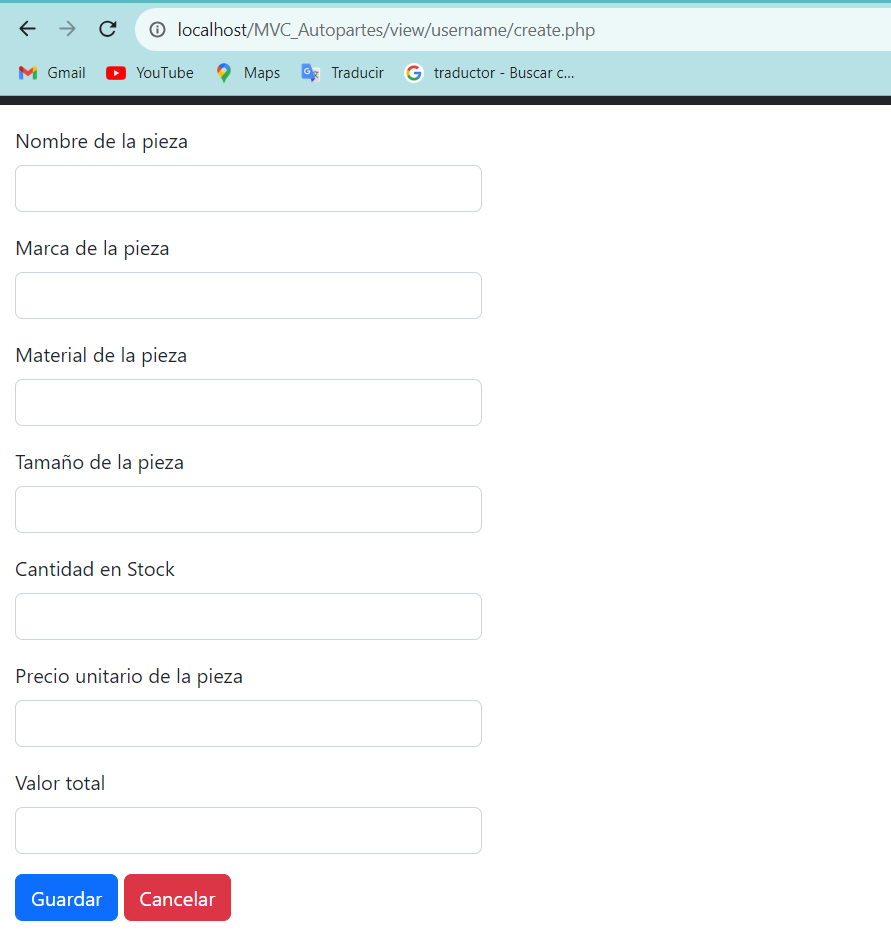 localhost/MVC_Autopartes/view/username/create.php
Gmail YouTube Maps Traducir traductor - Buscar c...
Nombre de la pieza
Marca de la pieza
Material de la pieza
Tamaño de la pieza
Cantidad en Stock
Precio unitario de la pieza
Valor total
Guardar Cancelar